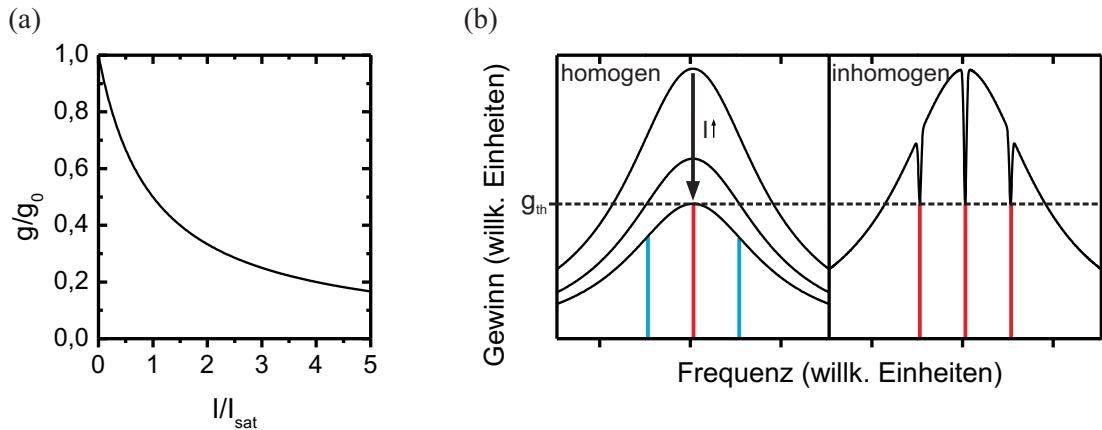 (a)
1,0
0,8
0,6
0,4
0,2
0,0
g/g0
0 1 2 3 4 5
I/Isat
(b)
homogen
inhomogen
I↑
gth
Gewinn (willk. Einheiten)
Frequenz (willk. Einheiten)